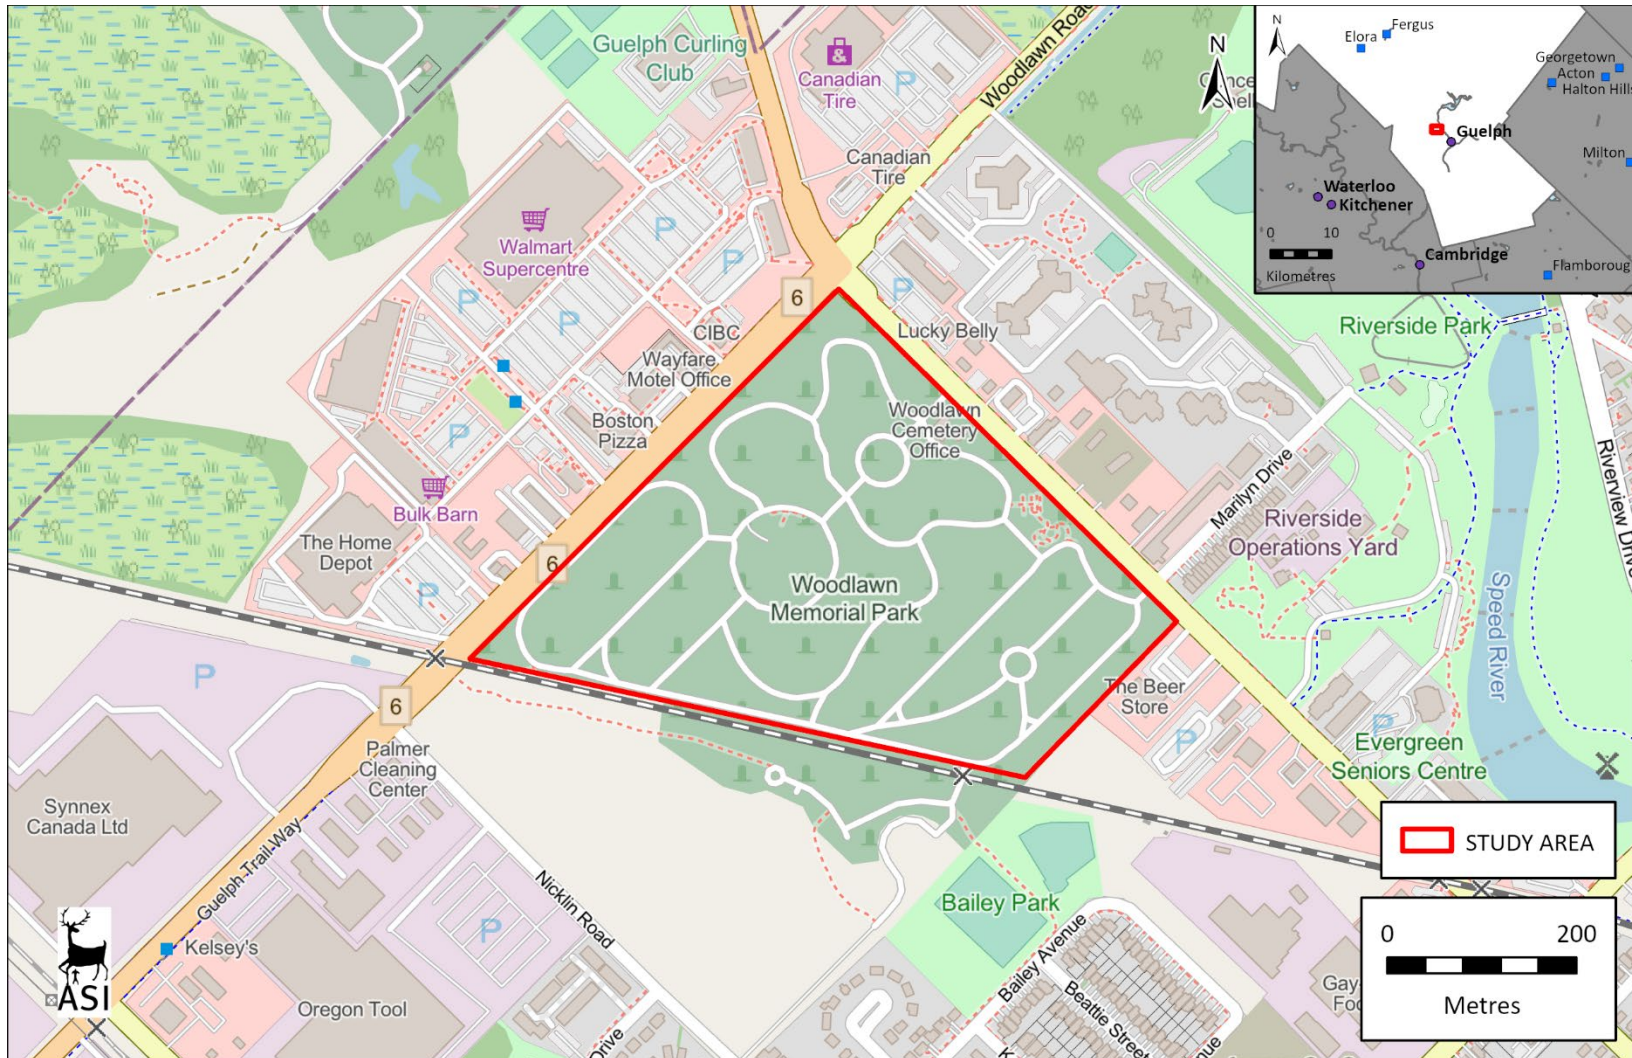 Guelph Curling
Club
Canadian
Tire
Woodlawn Road
N
N
Elora
Fergus
Georgetown
Acton
Halton Hills
Guelph
Milton
Waterloo
Kitchener
0 10
Kilometres
Cambridge
Flamboroug
P
Canadian
Tire
Walmart
Supercentre
P
P
P
P
P
6
CIBC
Wayfare
Motel Office
Lucky Belly
Riverside Park
Boston
Pizza
P
Woodlawn
Cemetery
Office
Bulk Barn
Marilyn Drive
Riverview Drive
The Home
Depot
P
6
Riverside
Operations Yard
Woodlawn
Memorial Park
Speed River
P
6
The Beer
Store
P
P
Evergreen
Seniors Centre
Palmer
Cleaning
Center
Synnex
Canada Ltd
STUDY AREA
Guelph Trail Way
Nicklin Road
P
Bailey Park
Bailey Avenue
Beattie Street
Kelsey's
Oregon Tool
ASI
Drive
0 200
Metres